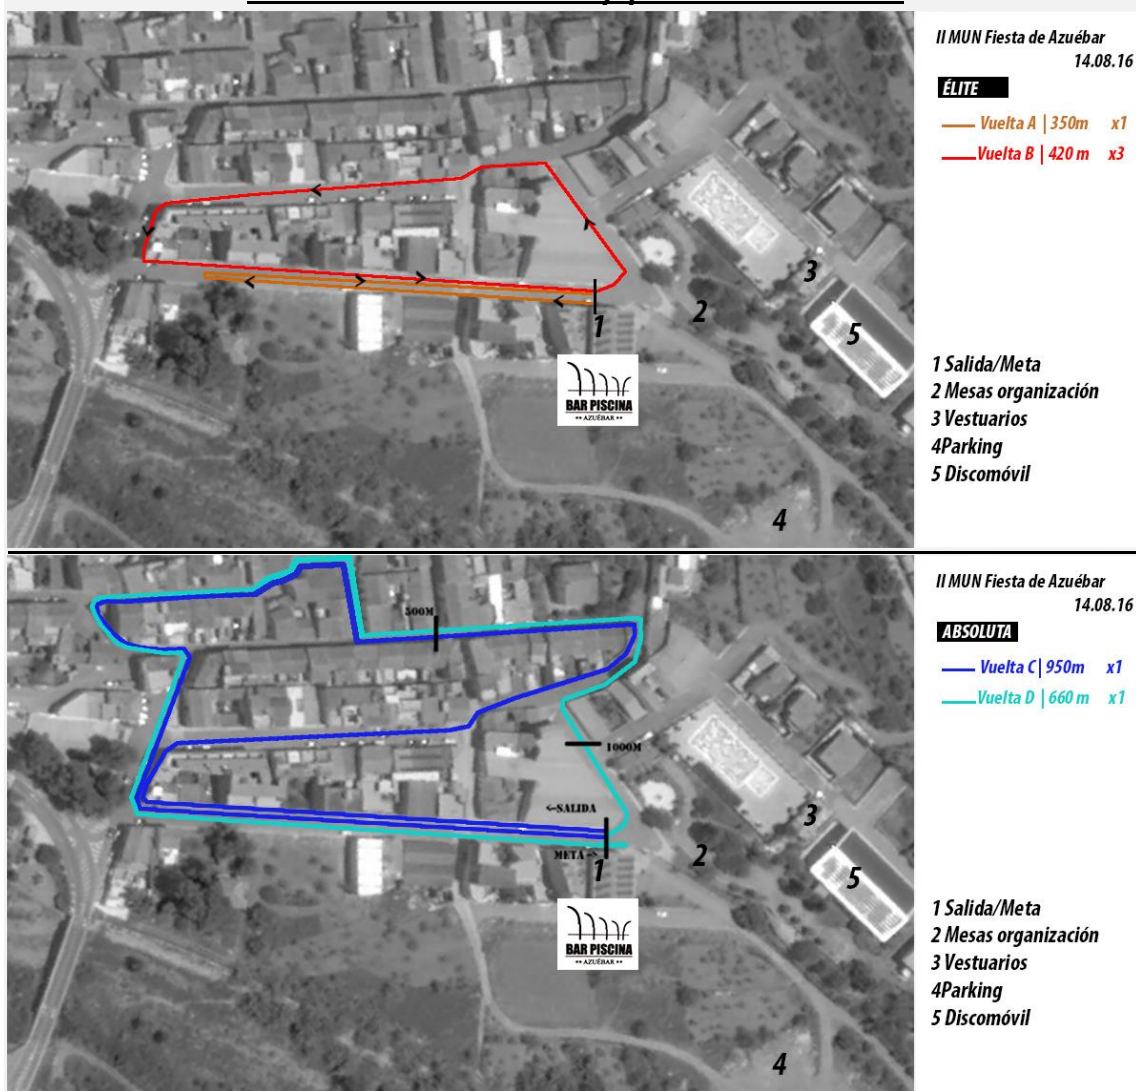 II MUN Fiesta de Azuébar
14.08.16
ÉLITE
Vuelta A | 350m x1
Vuelta B | 420 m x3
3
2
1
5
BAR PISCINA
•• AZUÉBAR ••
1 Salida/Meta
2 Mesas organización
3 Vestuarios
4Parking
5 Discomóvil
4
II MUN Fiesta de Azuébar
14.08.16
500M
ABSOLUTA
Vuelta C | 950m x1
Vuelta D | 660 m x1
1000M
←SALIDA
3
META→
1
2
5
BAR PISCINA
•• AZUÉBAR ••
1 Salida/Meta
2 Mesas organización
3 Vestuarios
4Parking
5 Discomóvil
4